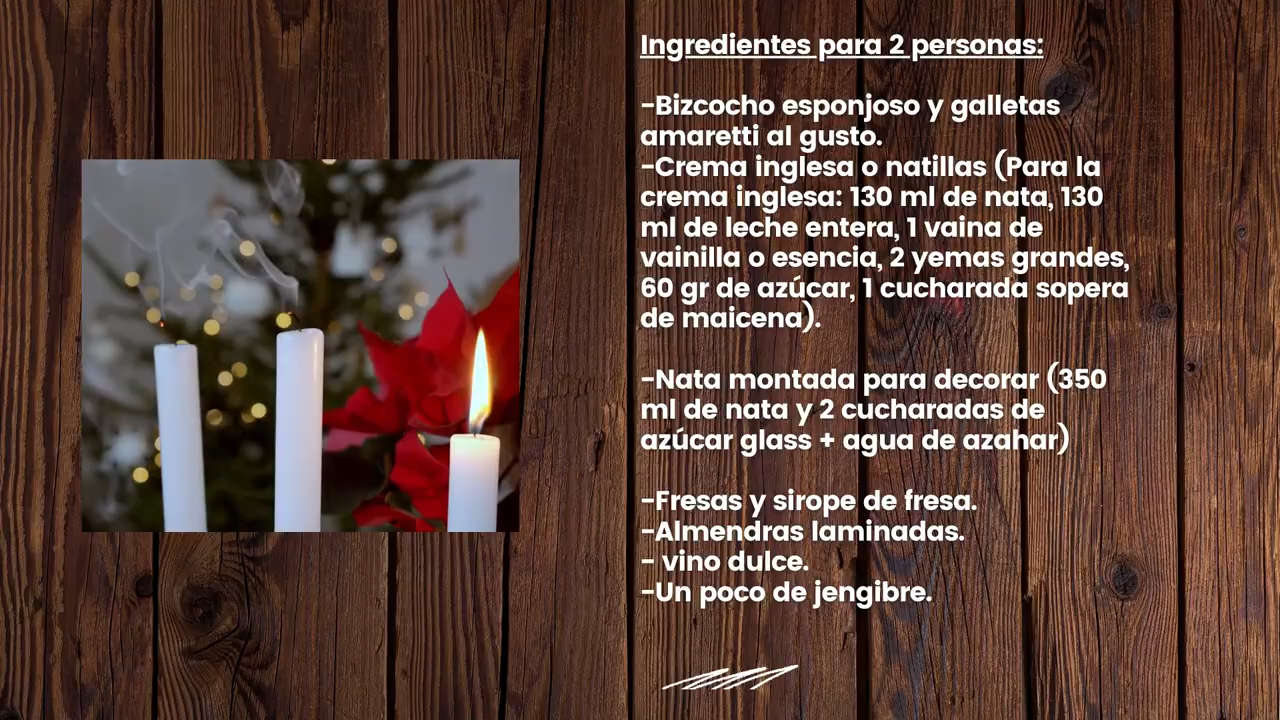 Ingredientes para 2 personas:
-Bizcocho esponjoso y galletas
amaretti al gusto.
-Crema inglesa o natillas (Para la
crema inglesa: 130 ml de nata, 130
ml de leche entera, 1 vaina de
vainilla o esencia, 2 yemas grandes,
60 gr de azúcar, 1 cucharada sopera
de maicena).
-Nata montada para decorar (350
ml de nata y 2 cucharadas de
azúcar glass + agua de azahar)
-Fresas y sirope de fresa.
-Almendras laminadas.
- vino dulce.
-Un poco de jengibre.